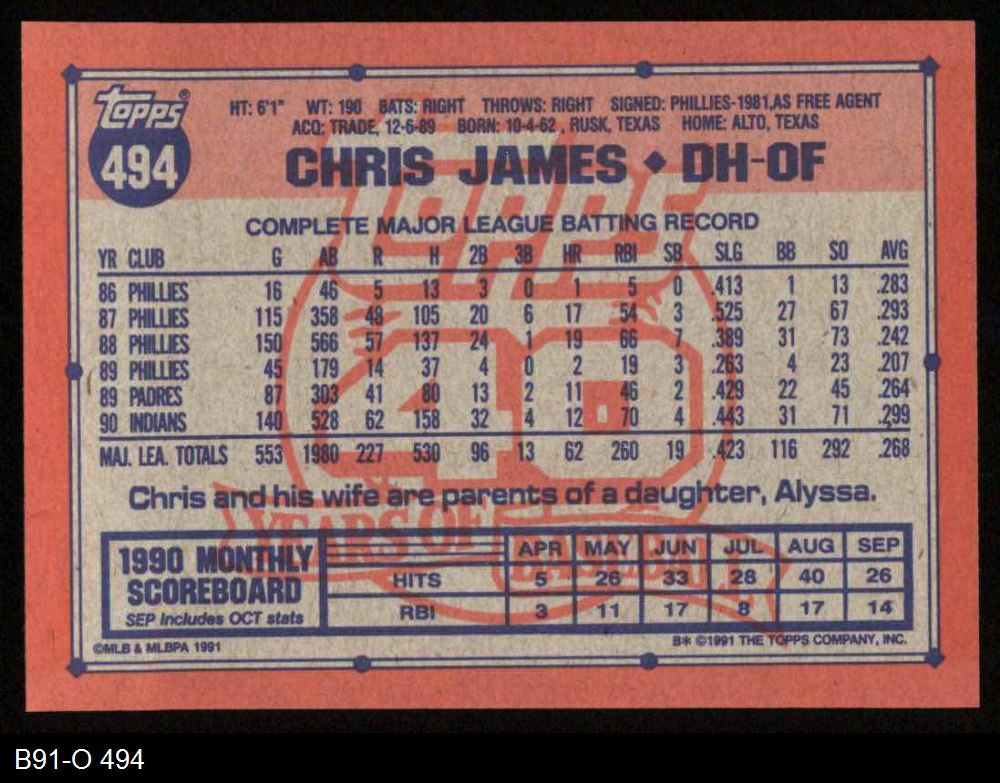 topps®
494
HT: 6'1" WT: 190 BATS: RIGHT THROWS: RIGHT SIGNED: PHILLIES-1981,AS FREE AGENT
ACQ: TRADE, 12-6-89 BORN: 10-4-62 , RUSK, TEXAS HOME: ALTO, TEXAS
CHRIS JAMES ◆ DH-OF
COMPLETE MAJOR LEAGUE BATTING RECORD
YR CLUB G AB R H 2B 3B HR RBI SB SLG BB SO AVG
86 PHILLIES 16 46 5 13 3 0 1 5 0 .413 1 13 .283
87 PHILLIES 115 358 48 105 20 6 17 54 3 .525 27 67 .293
88 PHILLIES 150 566 57 137 24 1 19 66 7 .389 31 73 .242
89 PHILLIES 45 179 14 37 4 0 2 19 3 .263 4 23 .207
89 PADRES 87 303 41 80 13 2 11 46 2 .429 22 45 .264
90 INDIANS 140 528 62 158 32 4 12 70 4 .443 31 71 .299
MAJ. LEA. TOTALS 553 1980 227 530 96 13 62 260 19 .423 116 292 .268
Chris and his wife are parents of a daughter, Alyssa.
topps
40
YEARS OF
BASEBALL
1990 MONTHLY
SCOREBOARD
SEP Includes OCT stats
APR MAY JUN JUL AUG SEP
HITS 5 26 33 28 40 26
RBI 3 11 17 8 17 14
©MLB & MLBPA 1991
B* ©1991 THE TOPPS COMPANY, INC.
B91-O 494